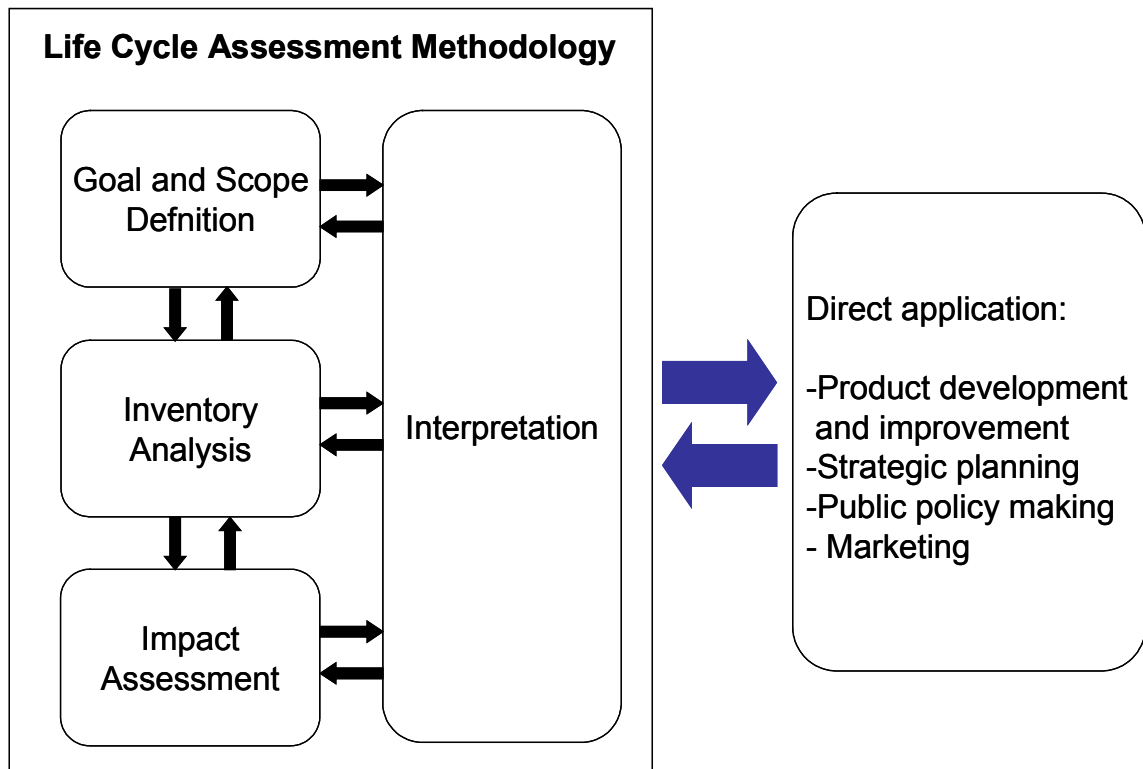 Life Cycle Assessment Methodology
Goal and Scope
Defnition
Inventory
Analysis
Impact
Assessment
Interpretation
Direct application:
-Product development
and improvement
-Strategic planning
-Public policy making
- Marketing